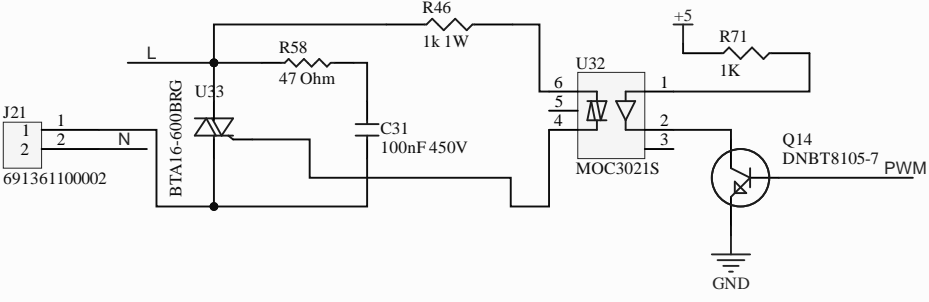 R46
1k 1W
+5
R71
1K
L
R58
47 Ohm
U33
BTA16-600BRG
U32
6
5
4
1
2
3
MOC3021S
J21
1
2
1
2
N
691361100002
C31
100nF 450V
Q14
DNBT8105-7
PWM
GND